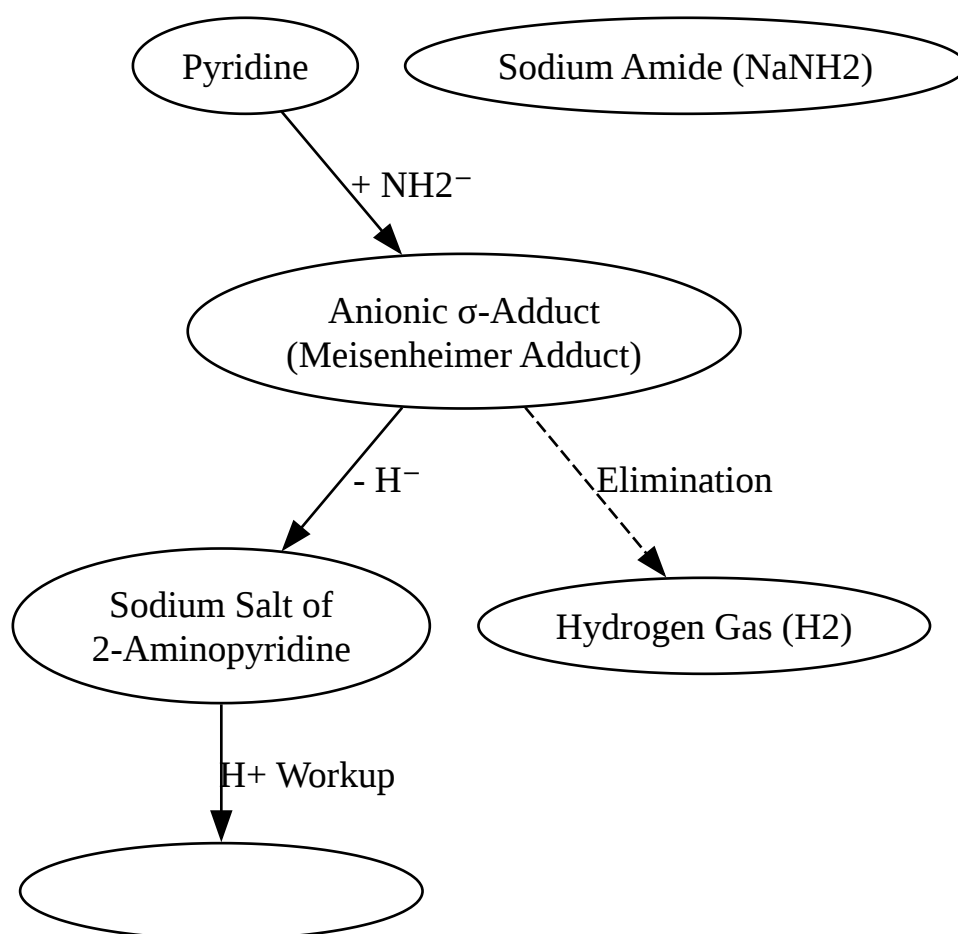 Pyridine
Sodium Amide (NaNH2)
+ NH2⁻
Anionic σ-Adduct
(Meisenheimer Adduct)
- H⁻
Elimination
Sodium Salt of
2-Aminopyridine
Hydrogen Gas (H2)
H+ Workup